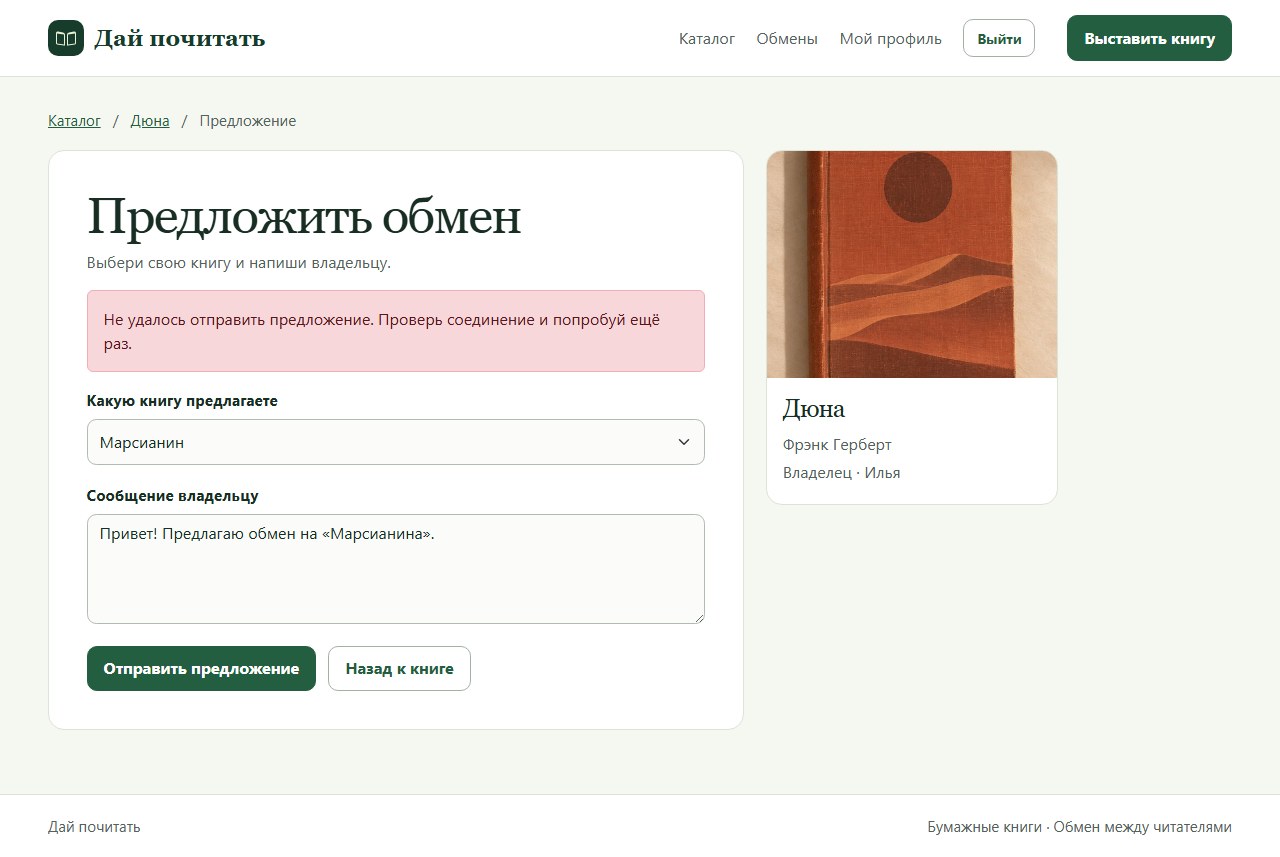 Дай почитать
Каталог
Обмены
Мой профиль
Выйти
Выставить книгу
Каталог / Дюна / Предложение
Предложить обмен
Выбери свою книгу и напиши владельцу.
Не удалось отправить предложение. Проверь соединение и попробуй ещё
раз.
Какую книгу предлагаете
Марсианин
Сообщение владельцу
Привет! Предлагаю обмен на «Марсианина».
Отправить предложение
Назад к книге
Дюна
Фрэнк Герберт
Владелец · Илья
Дай почитать
Бумажные книги · Обмен между читателями